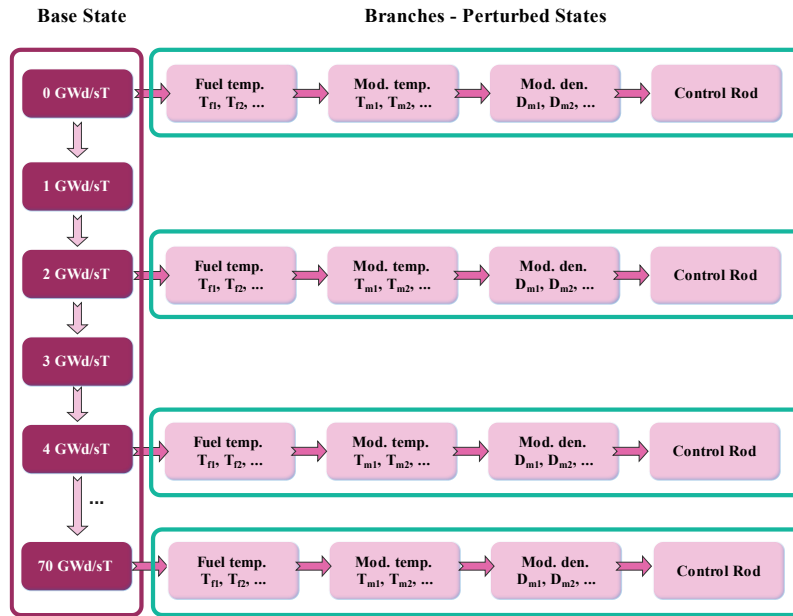 Base State
Branches - Perturbed States
0 GWd/sT
Fuel temp.
Tf1, Tf2, ...
Mod. temp.
Tm1, Tm2, ...
Mod. den.
Dm1, Dm2, ...
Control Rod
1 GWd/sT
2 GWd/sT
Fuel temp.
Tf1, Tf2, ...
Mod. temp.
Tm1, Tm2, ...
Mod. den.
Dm1, Dm2, ...
Control Rod
3 GWd/sT
4 GWd/sT
Fuel temp.
Tf1, Tf2, ...
Mod. temp.
Tm1, Tm2, ...
Mod. den.
Dm1, Dm2, ...
Control Rod
...
70 GWd/sT
Fuel temp.
Tf1, Tf2, ...
Mod. temp.
Tm1, Tm2, ...
Mod. den.
Dm1, Dm2, ...
Control Rod